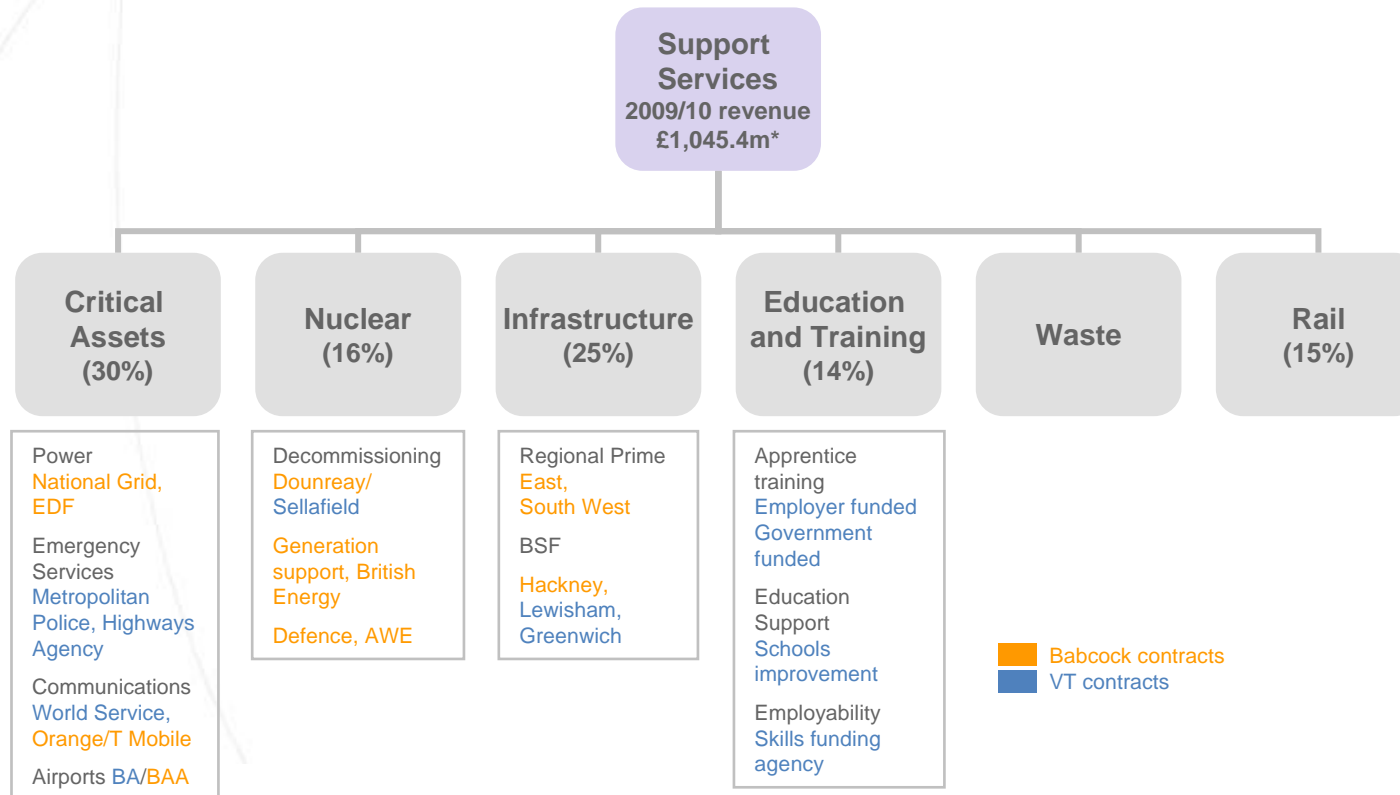 Support
Services
2009/10 revenue
£1,045.4m*
Critical
Assets
(30%)
Nuclear
(16%)
Infrastructure
(25%)
Education
and Training
(14%)
Waste
Rail
(15%)
Power
National Grid,
EDF
Emergency
Services
Metropolitan
Police, Highways
Agency
Communications
World Service,
Orange/T Mobile
Airports BA/BAA
Decommissioning
Dounreay/
Sellafield
Generation
support, British
Energy
Defence, AWE
Regional Prime
East,
South West
BSF
Hackney,
Lewisham,
Greenwich
Apprentice
training
Employer funded
Government
funded
Education
Support
Schools
improvement
Employability
Skills funding
agency
Babcock contracts
VT contracts